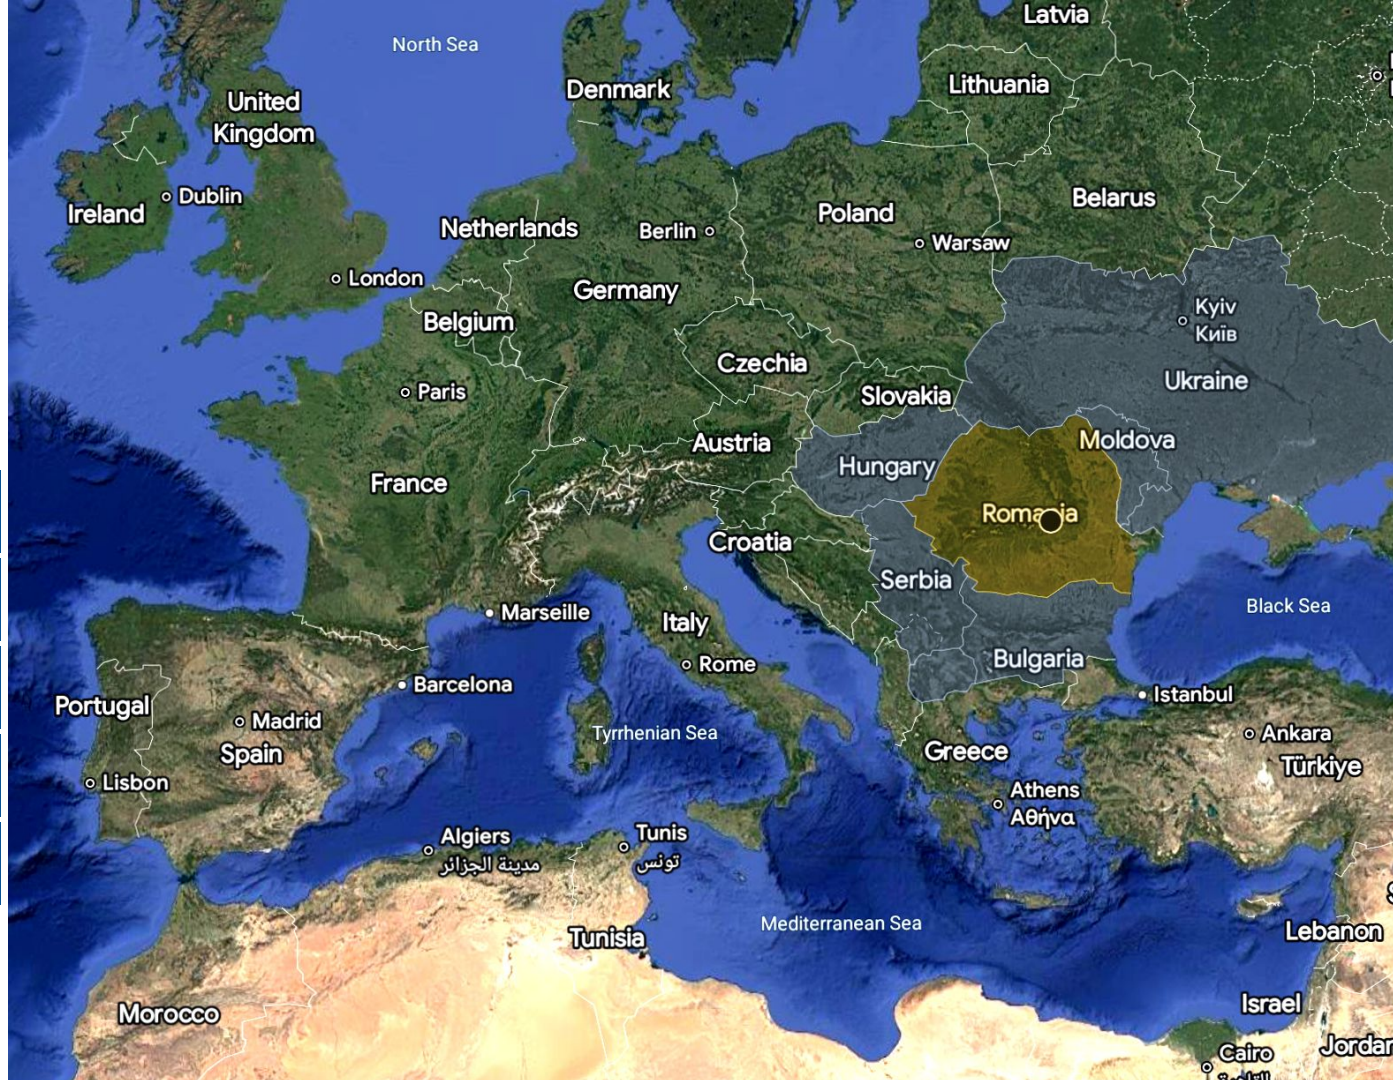 Latvia
North Sea
Denmark
Lithuania
United
Kingdom
Dublin
Ireland
Belarus
Netherlands
Berlin
Poland
Warsaw
London
Germany
Belgium
Kyiv
Київ
Czechia
Ukraine
Paris
Slovakia
Austria
Moldova
Hungary
France
Romania
Croatia
Serbia
Black Sea
Marseille
Italy
Rome
Bulgaria
Barcelona
Istanbul
Portugal
Madrid
Tyrrhenian Sea
Ankara
Spain
Greece
Türkiye
Lisbon
Athens
Αθήνα
Algiers
مدينة الجزائر
Tunis
تونس
Mediterranean Sea
Lebanon
Tunisia
Israel
Morocco
Cairo
Jordan